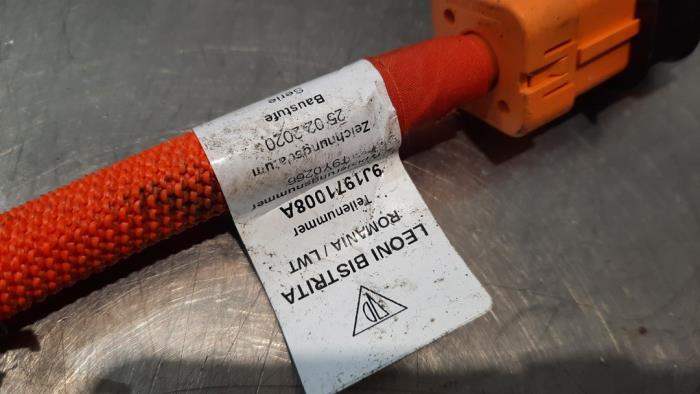 LEONI BISTRITA
ROMANIA / LWT
Teilenummer
9J1971008A
T9Y0266
Zeichnungsdatum
25.02.2020
Baustufe
Serie